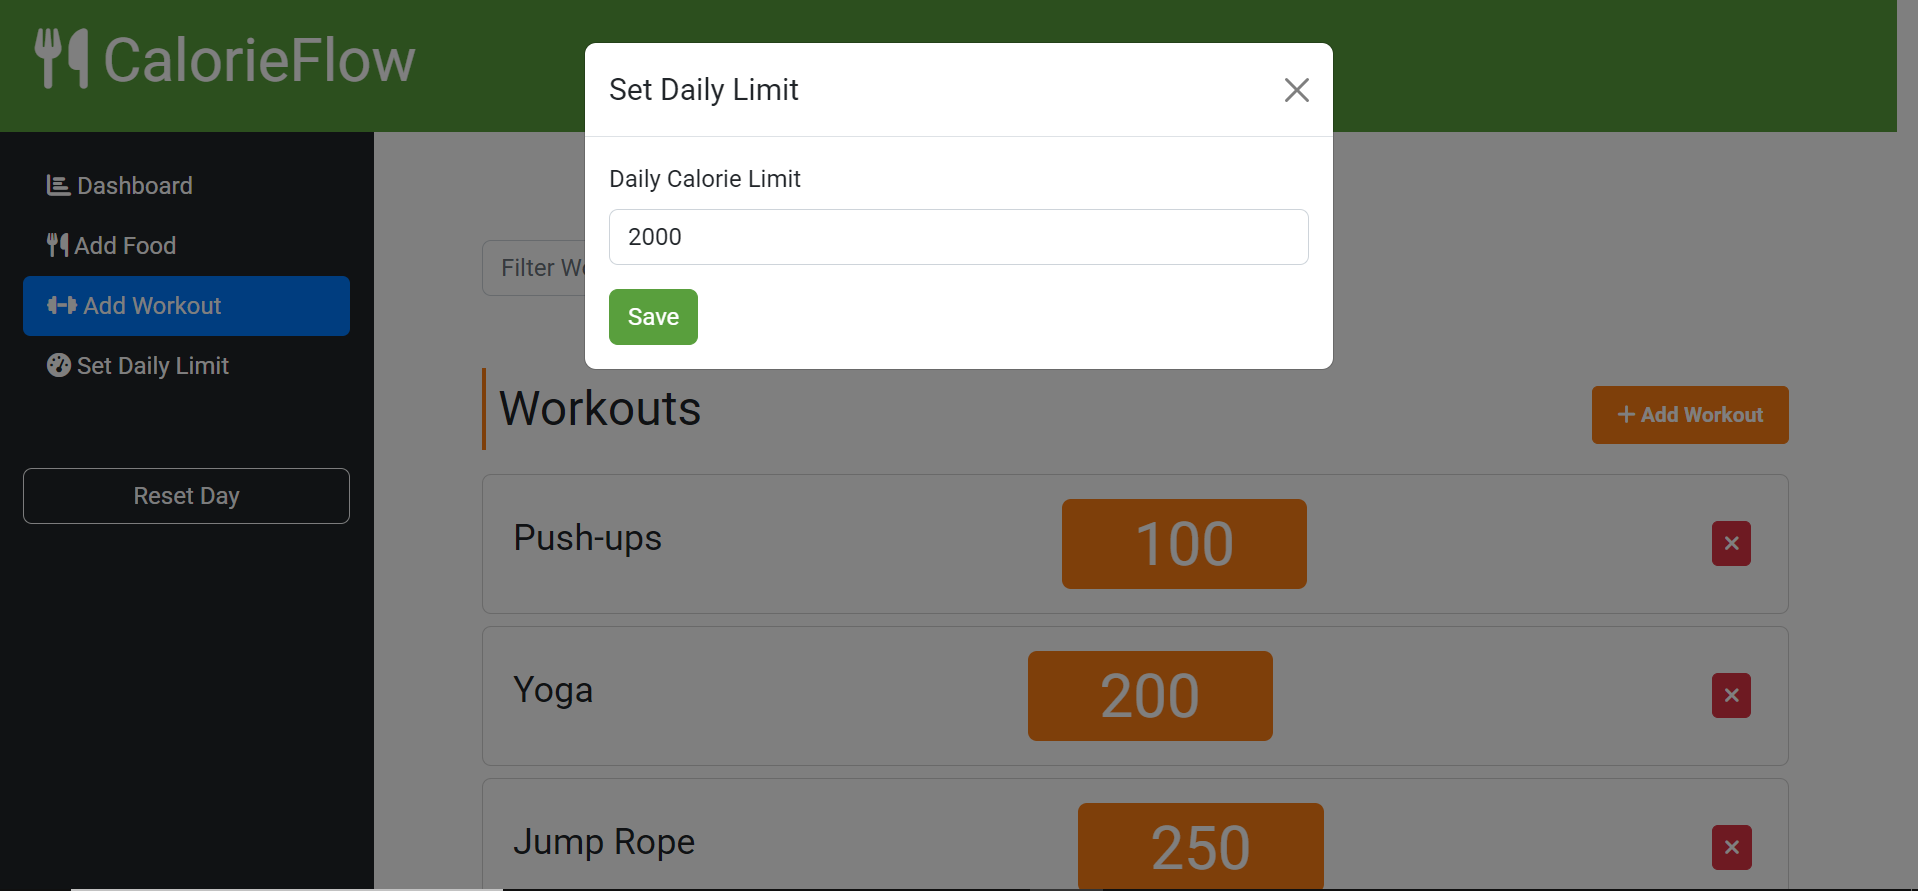 CalorieFlow
Set Daily Limit
Daily Calorie Limit
2000
Save
Dashboard
Add Food
Add Workout
Set Daily Limit
Reset Day
Filter
Workouts
Add Workout
Push-ups
100
Yoga
200
Jump Rope
250